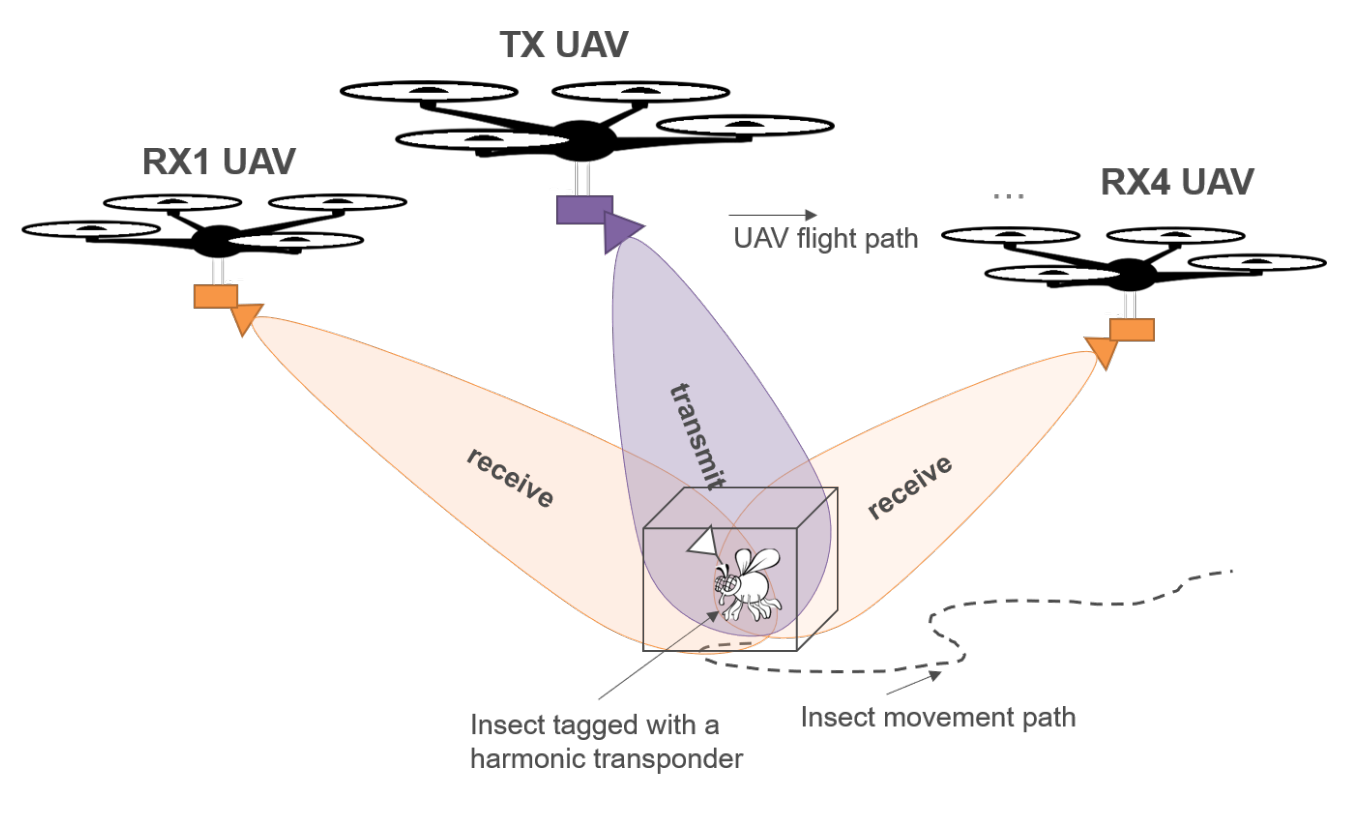 TX UAV
RX1 UAV
...
RX4 UAV
UAV flight path
transmit
receive
receive
Insect tagged with a
harmonic transponder
Insect movement path